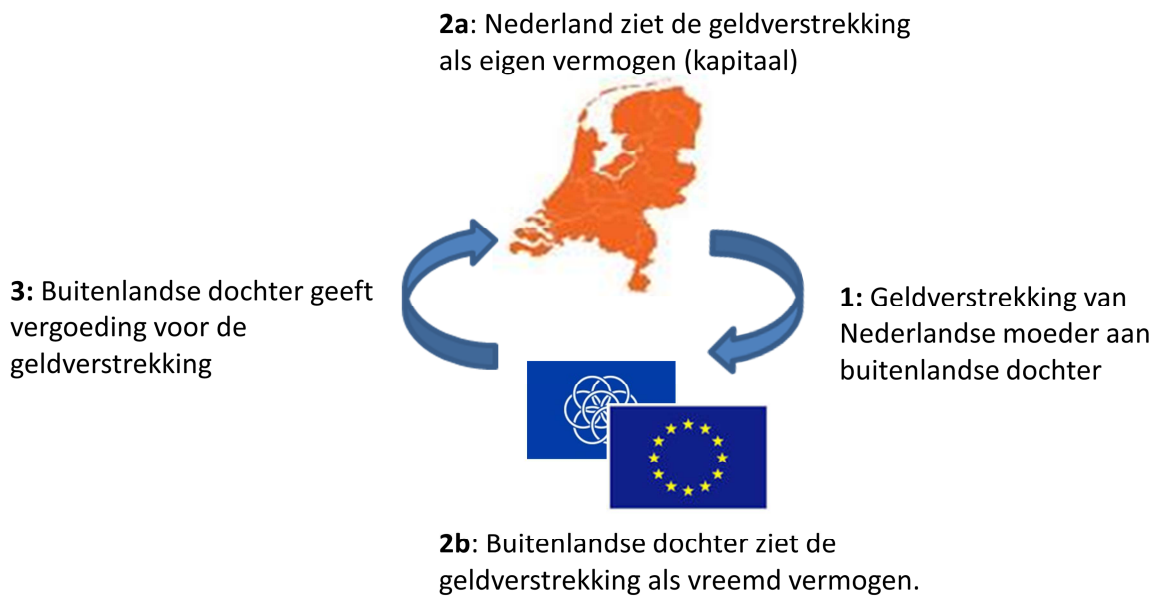 2a: Nederland ziet de geldverstrekking
als eigen vermogen (kapitaal)
3: Buitenlandse dochter geeft
vergoeding voor de
geldverstrekking
1: Geldverstrekking van
Nederlandse moeder aan
buitenlandse dochter
2b: Buitenlandse dochter ziet de
geldverstrekking als vreemd vermogen.